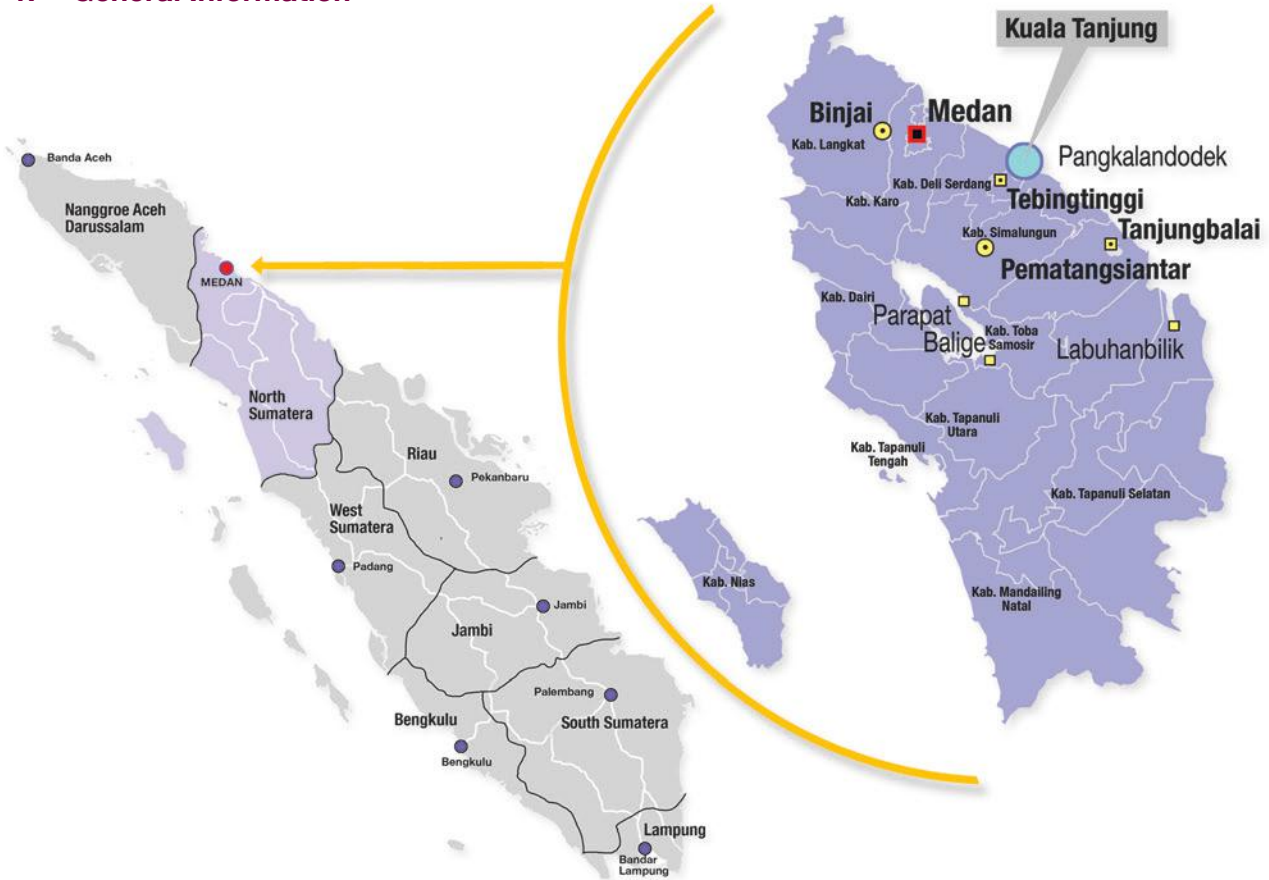 General Information
Banda Aceh
Nanggroe Aceh
Darussalam
MEDAN
North
Sumatera
Riau
Pekanbaru
West
Sumatera
Padang
Jambi
Jambi
Palembang
South Sumatera
Bengkulu
Bengkulu
Lampung
Bandar
Lampung
Kuala Tanjung
Binjai
Medan
Kab. Langkat
Pangkalandodek
Kab. Deli Serdang
Tebingtinggi
Kab. Karo
Kab. Simalungun
Tanjungbalai
Pematangsiantar
Kab. Dairi
Parapat
Balige
Kab. Toba
Samosir
Labuhanbilik
Kab. Tapanuli
Utara
Kab. Tapanuli
Tengah
Kab. Tapanuli Selatan
Kab. Nias
Kab. Mandailing
Natal